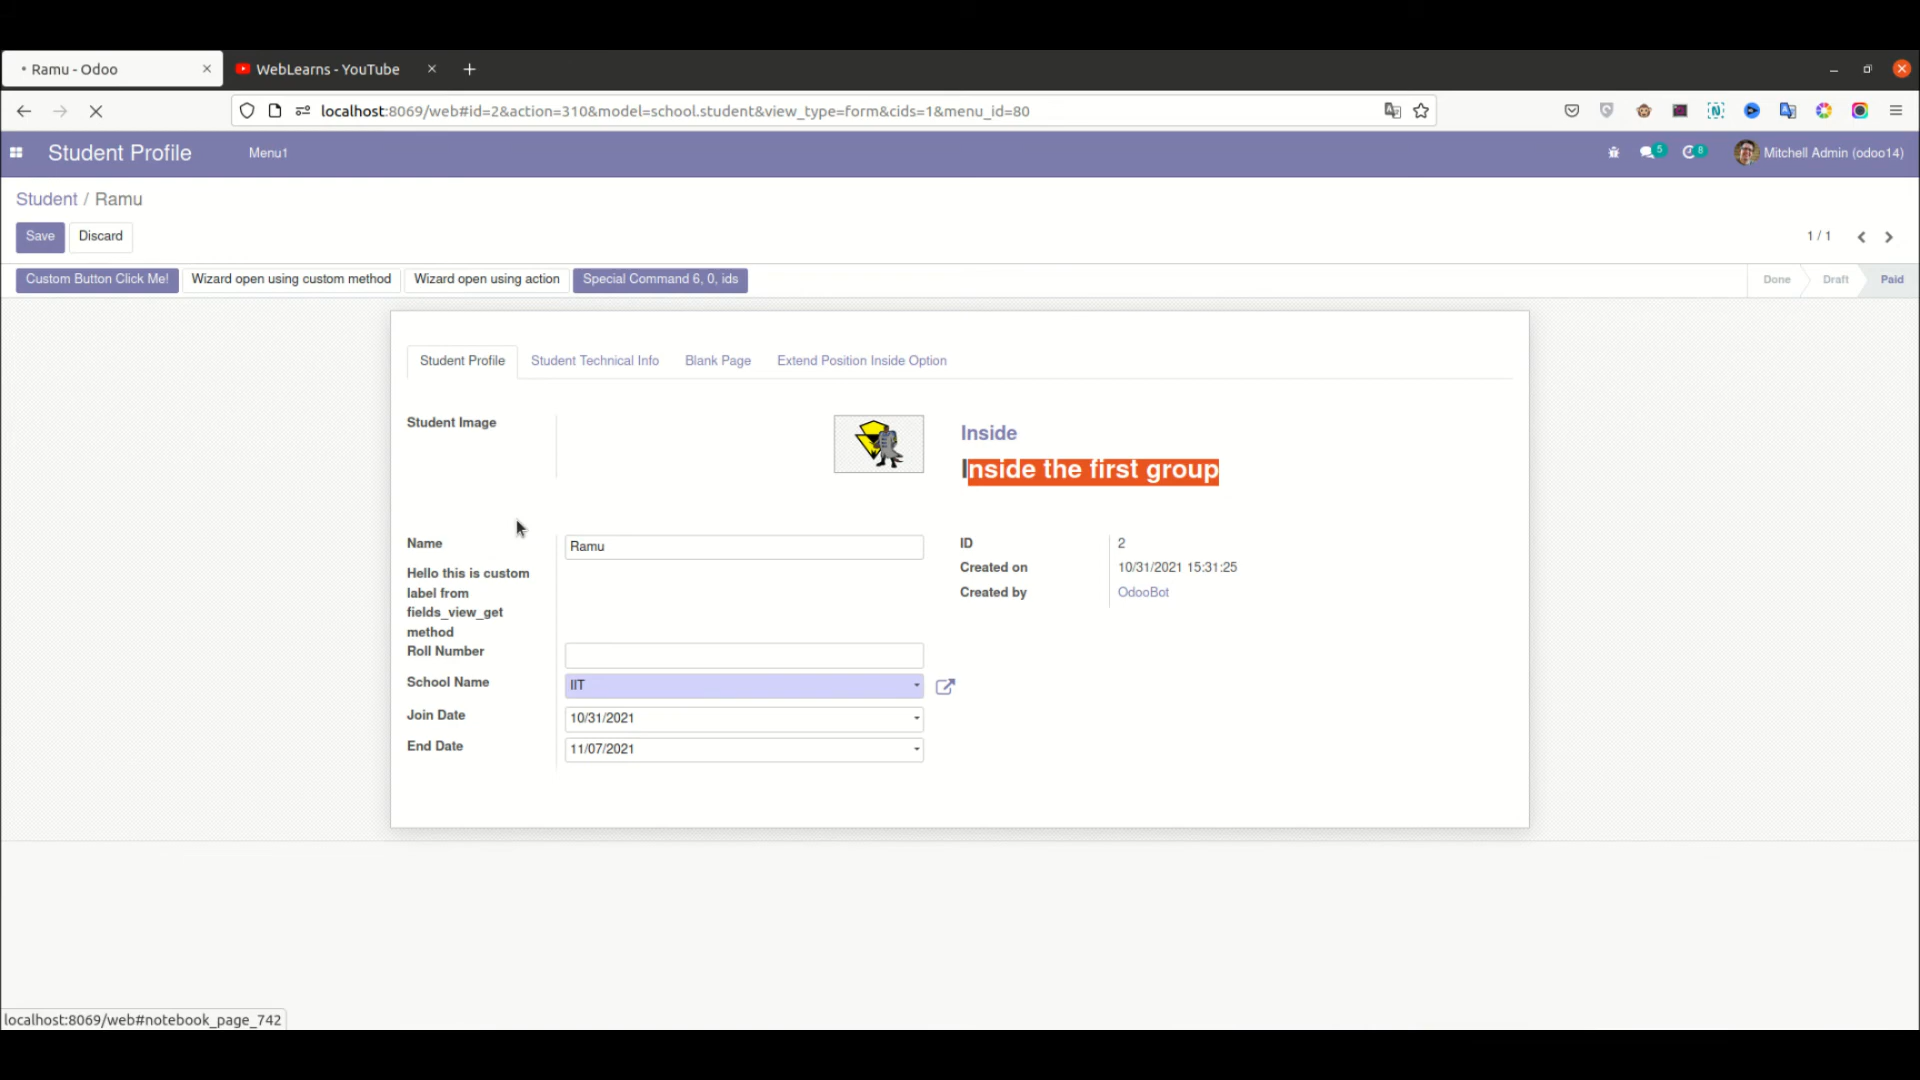 Ramu - Odoo
WebLearns - YouTube
localhost:8069/web#id=2&action=310&model=school.student&view_type=form&cids=1&menu_id=80
Student Profile
Menu1
5
8
Mitchell Admin (odoo14)
Student / Ramu
Save
Discard
1 / 1
Custom Button Click Me!
Wizard open using custom method
Wizard open using action
Special Command 6, 0, ids
Done
Draft
Paid
Student Profile
Student Technical Info
Blank Page
Extend Position Inside Option
Student Image
Inside
Inside the first group
Name
Ramu
Hello this is custom
label from
fields_view_get
method
Roll Number
School Name
IIT
Join Date
10/31/2021
End Date
11/07/2021
ID
2
Created on
10/31/2021 15:31:25
Created by
OdooBot
localhost:8069/web#notebook_page_742